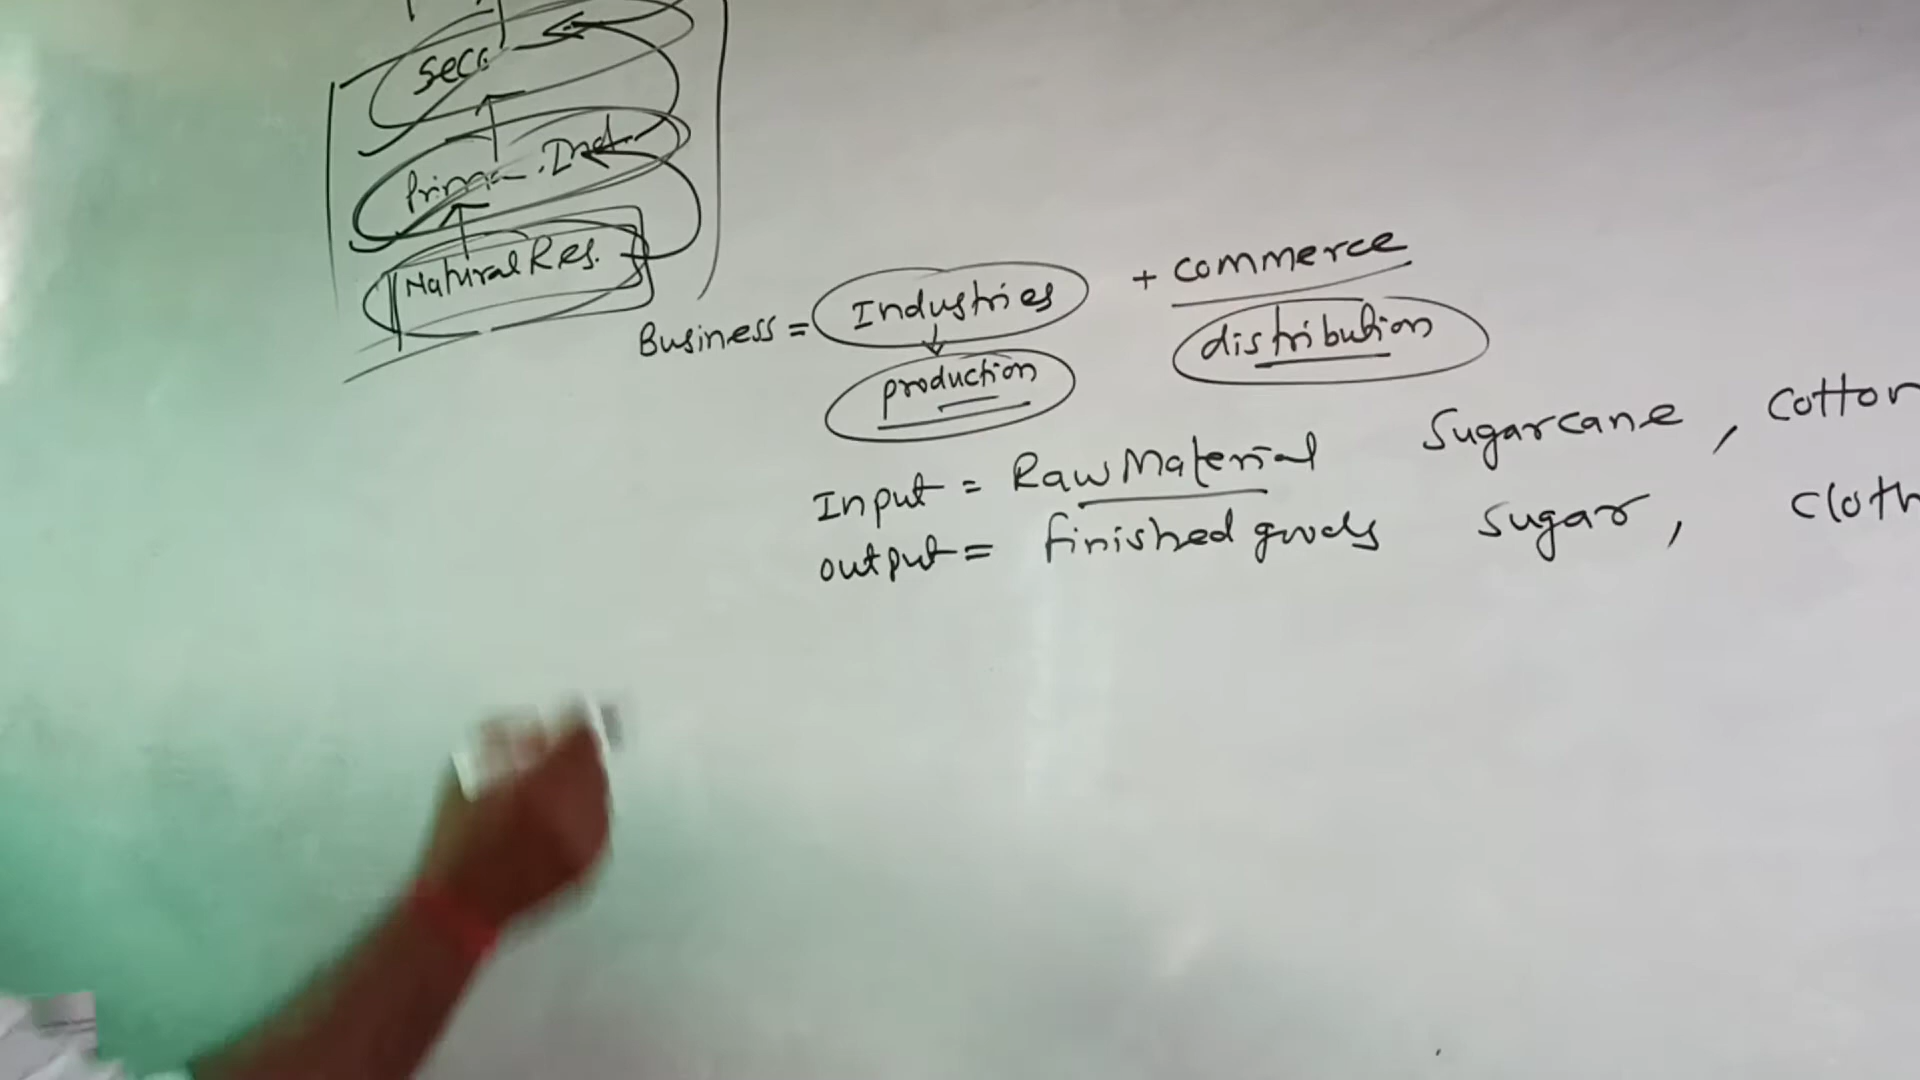 Sec
Prima. Ind.
Natural Res.
Business = Industries + commerce
production distribution
Input = Raw Material Sugarcane, cotton
output = finished goods sugar, cloth